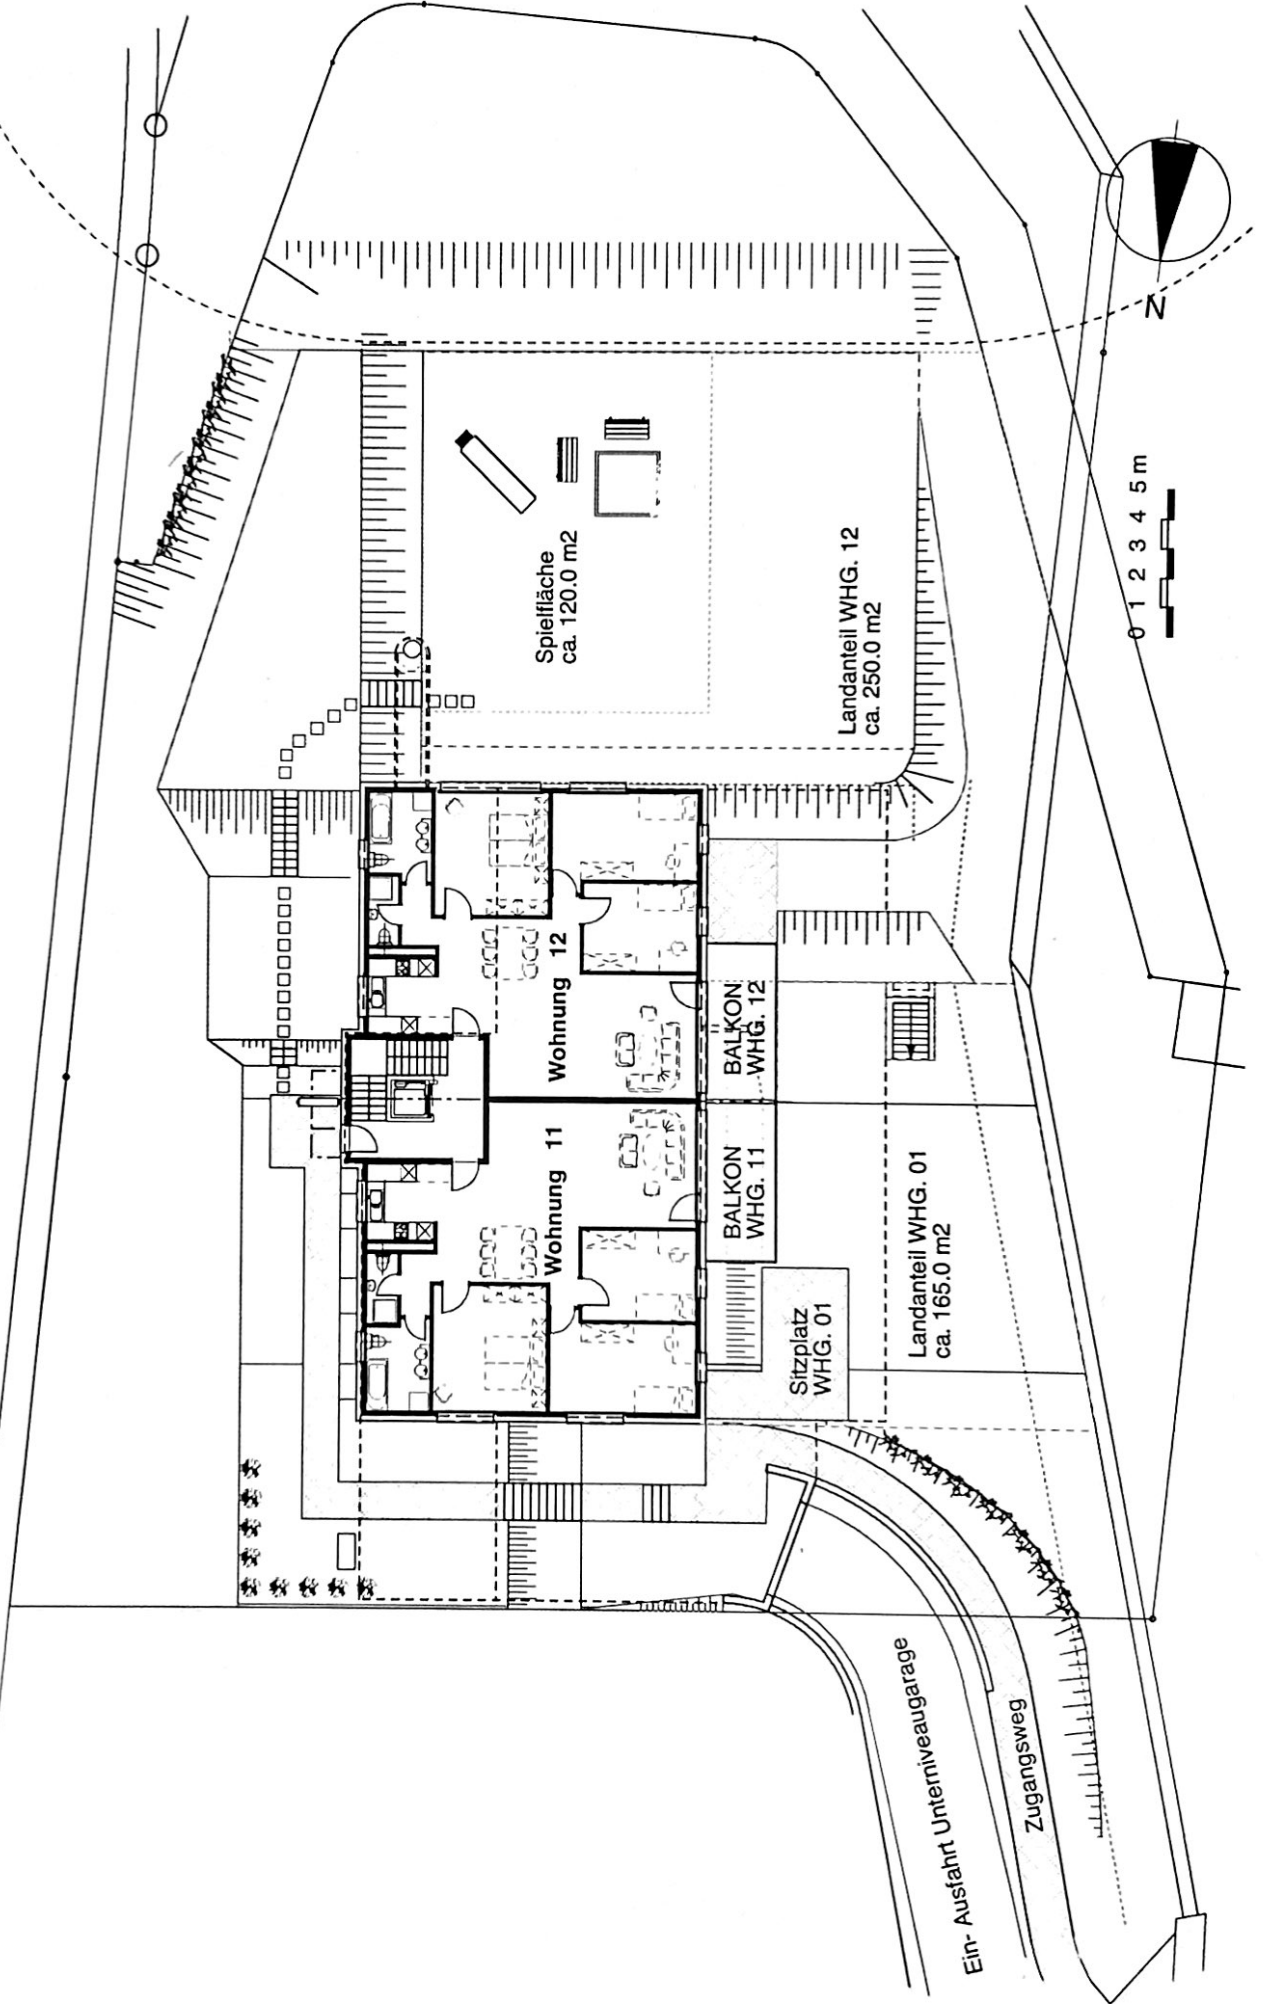 Spielfläche
ca. 120.0 m2
Landanteil WHG. 12
ca. 250.0 m2
N
0 1 2 3 4 5m
Wohnung 12
BALKON
WHG. 12
Wohnung 11
BALKON
WHG. 11
Landanteil WHG. 01
ca. 165.0 m2
Sitzplatz
WHG. 01
Ein- Ausfahrt Unterniveaugarage
Zugangsweg